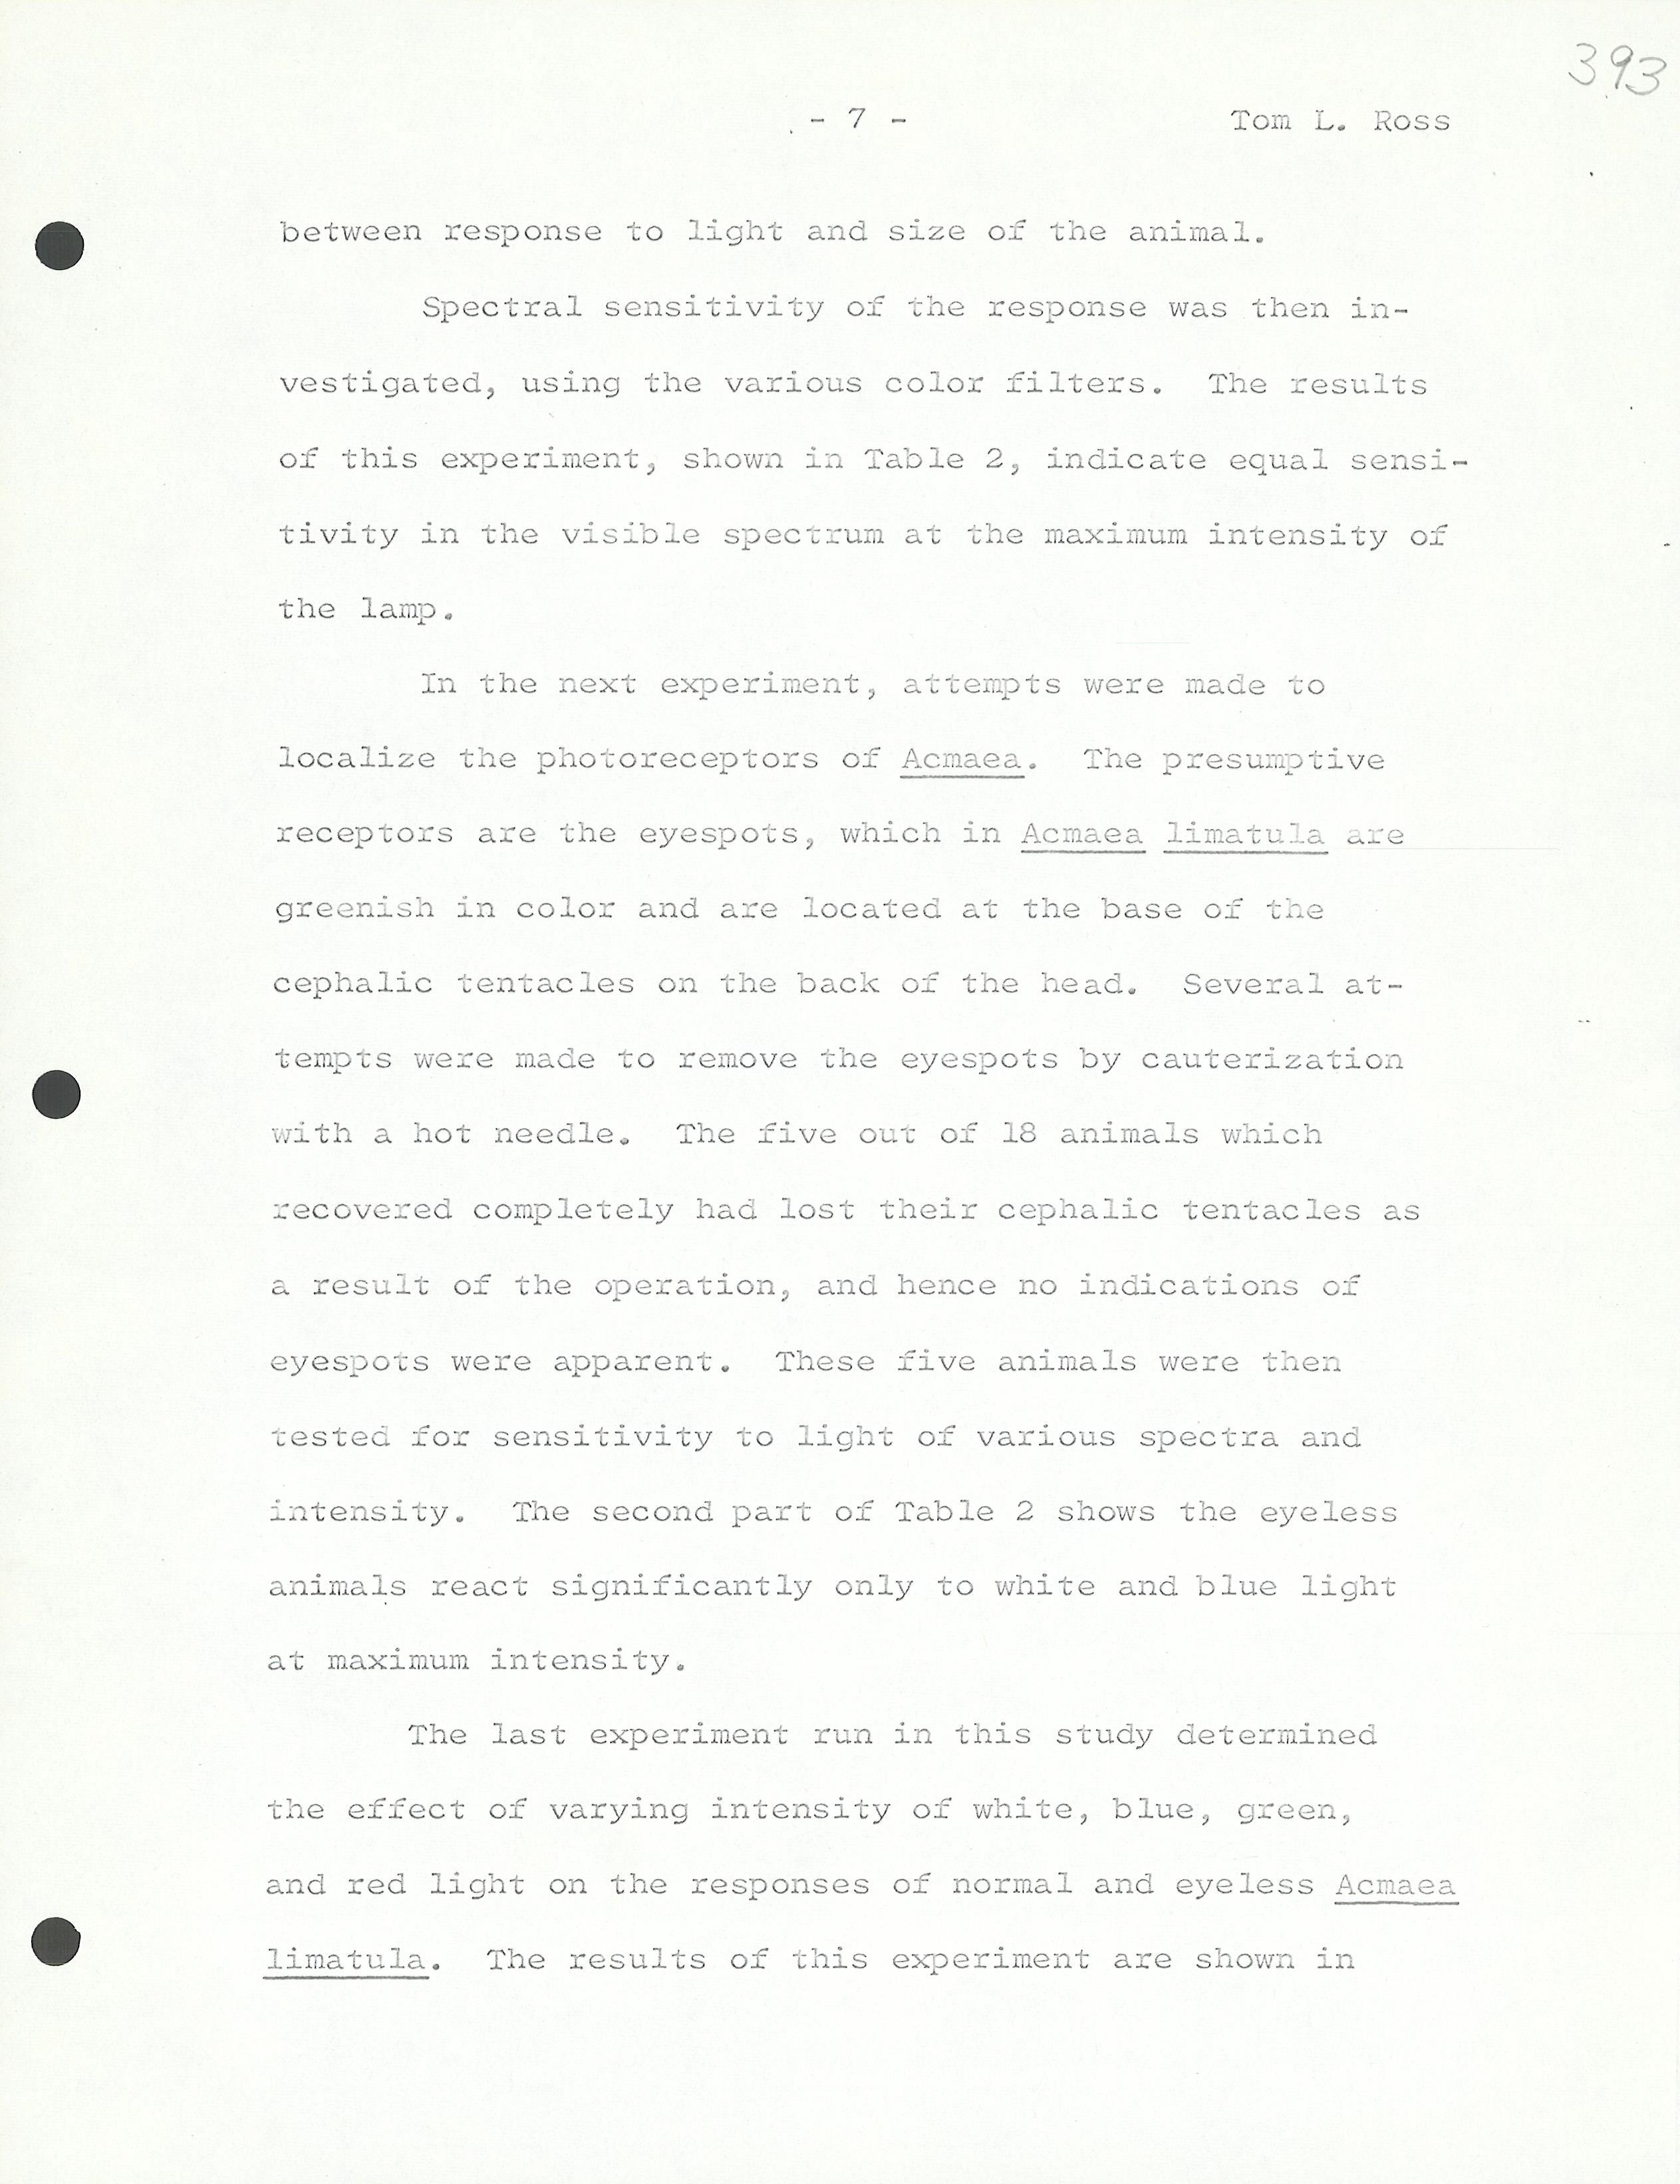 393
- 7 - Tom L. Ross
between response to light and size of the animal.
Spectral sensitivity of the response was then in-
vestigated, using the various color filters. The results
of this experiment, shown in Table 2, indicate equal sensi-
tivity in the visible spectrum at the maximum intensity of
the lamp.
In the next experiment, attempts were made to
localize the photoreceptors of Acmaea. The presumptive
receptors are the eyespots, which in Acmaea limatula are
greenish in color and are located at the base of the
cephalic tentacles on the back of the head. Several at-
tempts were made to remove the eyespots by cauterization
with a hot needle. The five out of 18 animals which
recovered completely had lost their cephalic tentacles as
a result of the operation, and hence no indications of
eyespots were apparent. These five animals were then
tested for sensitivity to light of various spectra and
intensity. The second part of Table 2 shows the eyeless
animals react significantly only to white and blue light
at maximum intensity.
The last experiment run in this study determined
the effect of varying intensity of white, blue, green,
and red light on the responses of normal and eyeless Acmaea
limatula. The results of this experiment are shown in